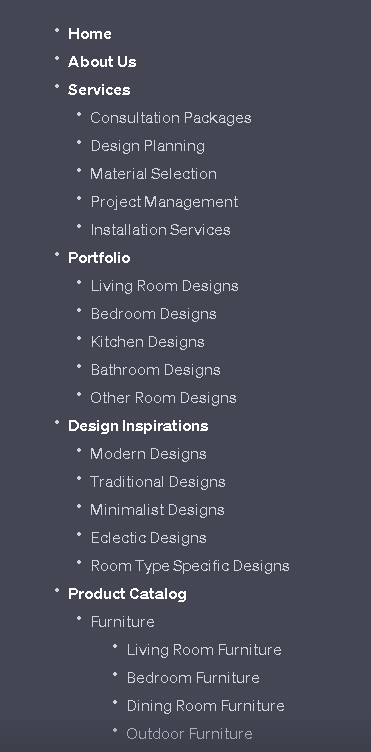 Home
About Us
Services
Consultation Packages
Design Planning
Material Selection
Project Management
Installation Services
Portfolio
Living Room Designs
Bedroom Designs
Kitchen Designs
Bathroom Designs
Other Room Designs
Design Inspirations
Modern Designs
Traditional Designs
Minimalist Designs
Eclectic Designs
Room Type Specific Designs
Product Catalog
Furniture
Living Room Furniture
Bedroom Furniture
Dining Room Furniture
Outdoor Furniture